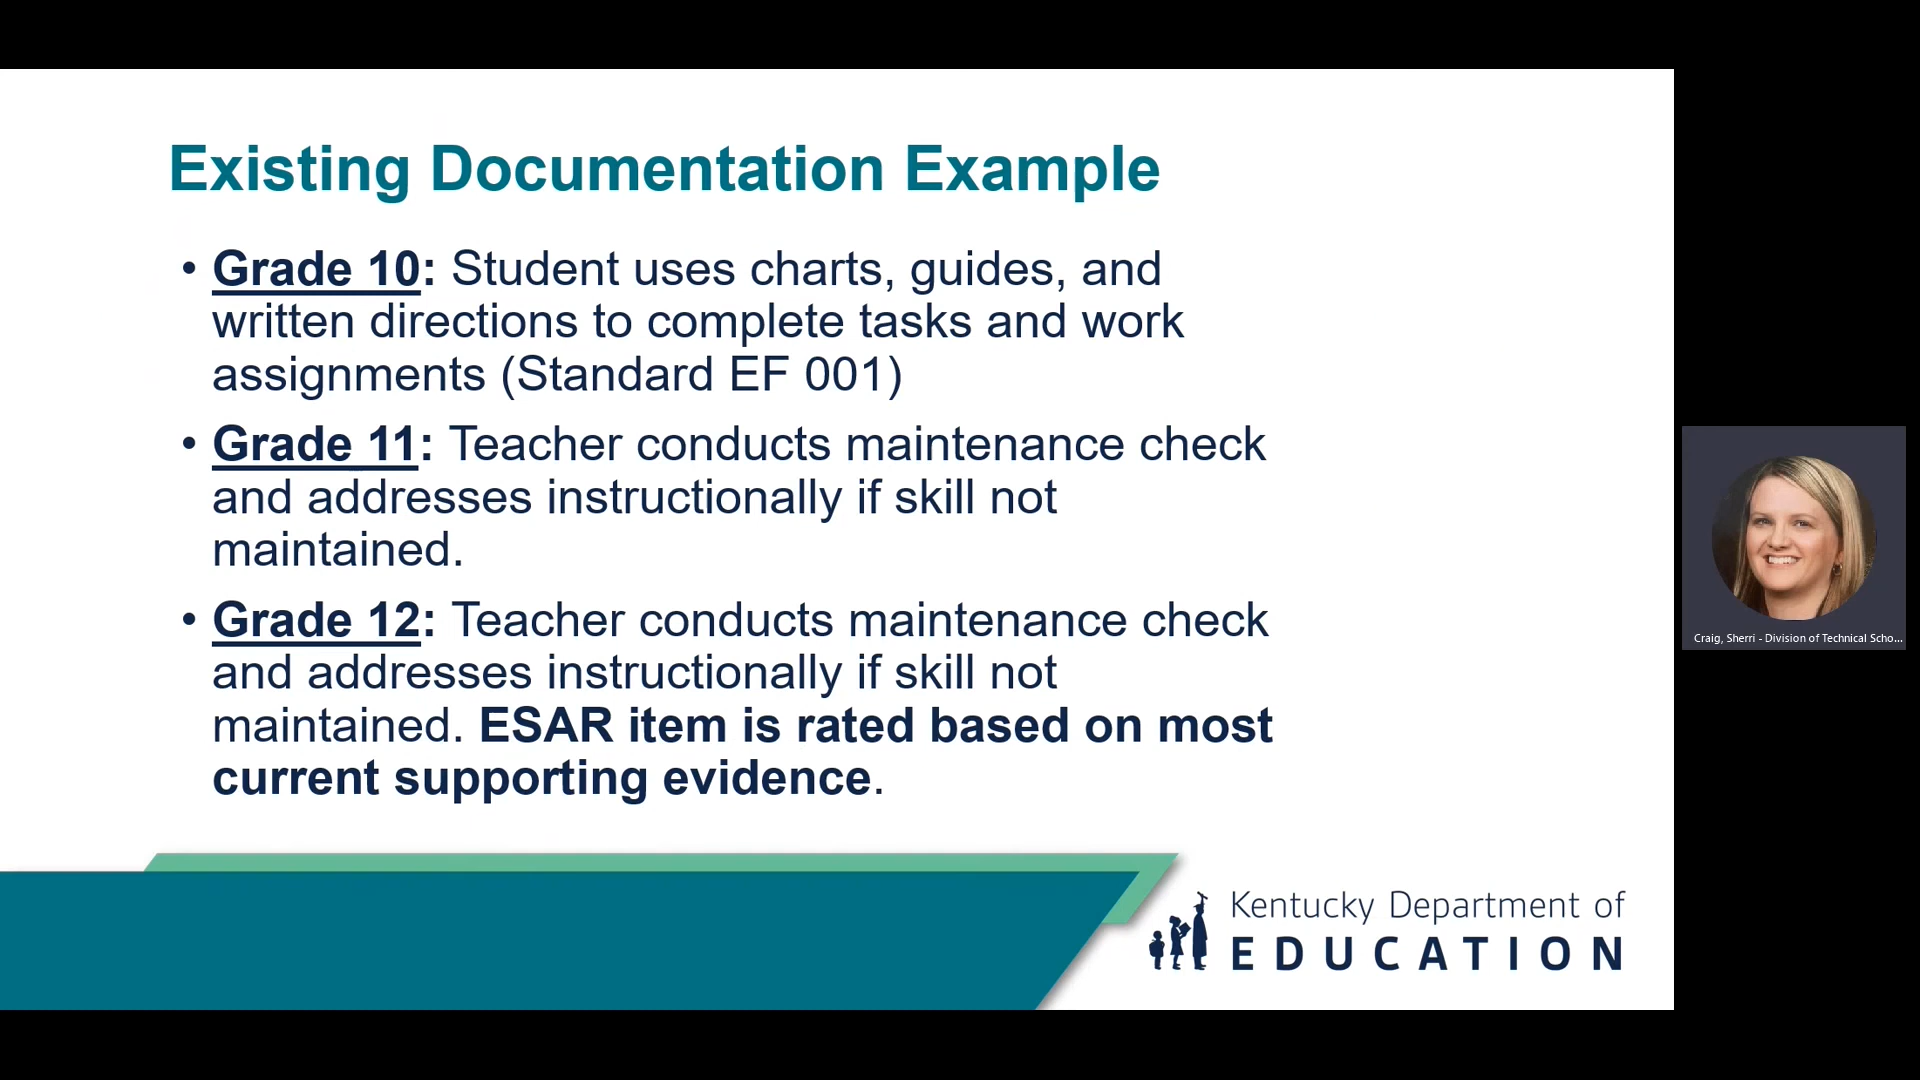 Existing Documentation Example
• Grade 10: Student uses charts, guides, and
written directions to complete tasks and work
assignments (Standard EF 001)
• Grade 11: Teacher conducts maintenance check
and addresses instructionally if skill not
maintained.
• Grade 12: Teacher conducts maintenance check
and addresses instructionally if skill not
maintained. ESAR item is rated based on most
current supporting evidence.
Kentucky Department of
EDUCATION
Craig, Sherri - Division of Technical Scho...